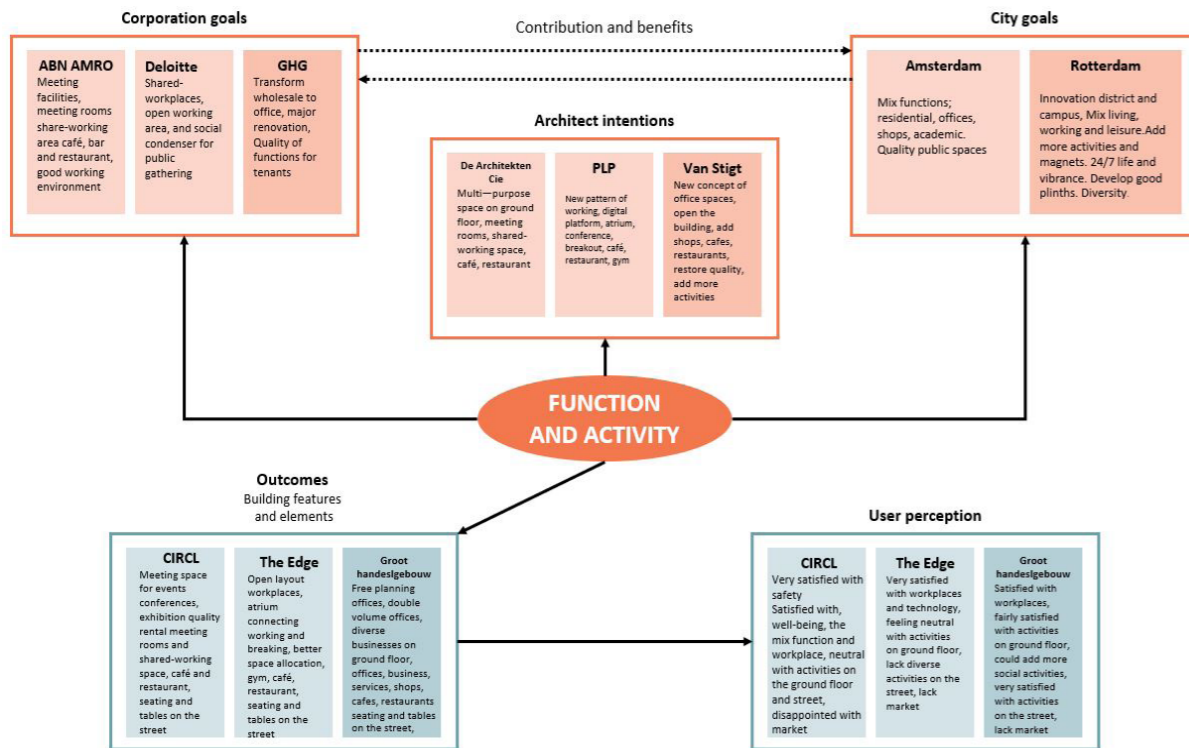 Corporation goals
Contribution and benefits
City goals
ABN AMRO
Meeting
facilities,
meeting rooms
share-working
area café, bar
and restaurant,
good working
environment
Deloitte
Shared-
workplaces,
open working
area, and social
condenser for
public
gathering
GHG
Transform
wholesale to
office, major
renovation,
Quality of
functions for
tenants
Architect intentions
De Architekten
Cie
Multi—purpose
space on ground
floor, meeting
rooms, shared-
working space,
café, restaurant
PLP
New pattern of
working, digital
platform, atrium,
conference,
breakout, café,
restaurant, gym
Van Stigt
New concept of
office spaces,
open the
building, add
shops, cafes,
restaurants,
restore quality,
add more
activities
Amsterdam
Mix functions;
residential, offices,
shops, academic.
Quality public spaces
Rotterdam
Innovation district and
campus, Mix living,
working and leisure.Add
more activities and
magnets. 24/7 life and
vibrance. Develop good
plinths. Diversity.
FUNCTION
AND ACTIVITY
Outcomes
Building features
and elements
CIRCL
Meeting space
for events
conferences,
exhibition quality
rental meeting
rooms and
shared-working
space, café and
restaurant,
seating and
tables on the
street
The Edge
Open layout
workplaces,
atrium
connecting
working and
breaking, better
space allocation,
gym, café,
restaurant,
seating and
tables on the
street
Groot
handeslgebouw
Free planning
offices, double
volume offices,
diverse
businesses on
ground floor,
offices, business,
services, shops,
cafes, restaurants
seating and tables
on the street,
User perception
CIRCL
Very satisfied with
safety
Satisfied with,
well-being, the
mix function and
workplace, neutral
with activities on
the ground floor
and street,
disappointed with
market
The Edge
Very satisfied
with workplaces
and technology,
feeling neutral
with activities
on ground floor,
lack diverse
activities on the
street, lack
market
Groot
handeslgebouw
Satisfied with
workplaces,
fairly satisfied
with activities
on ground floor,
could add more
social activities,
very satisfied
with activities
on the street,
lack market